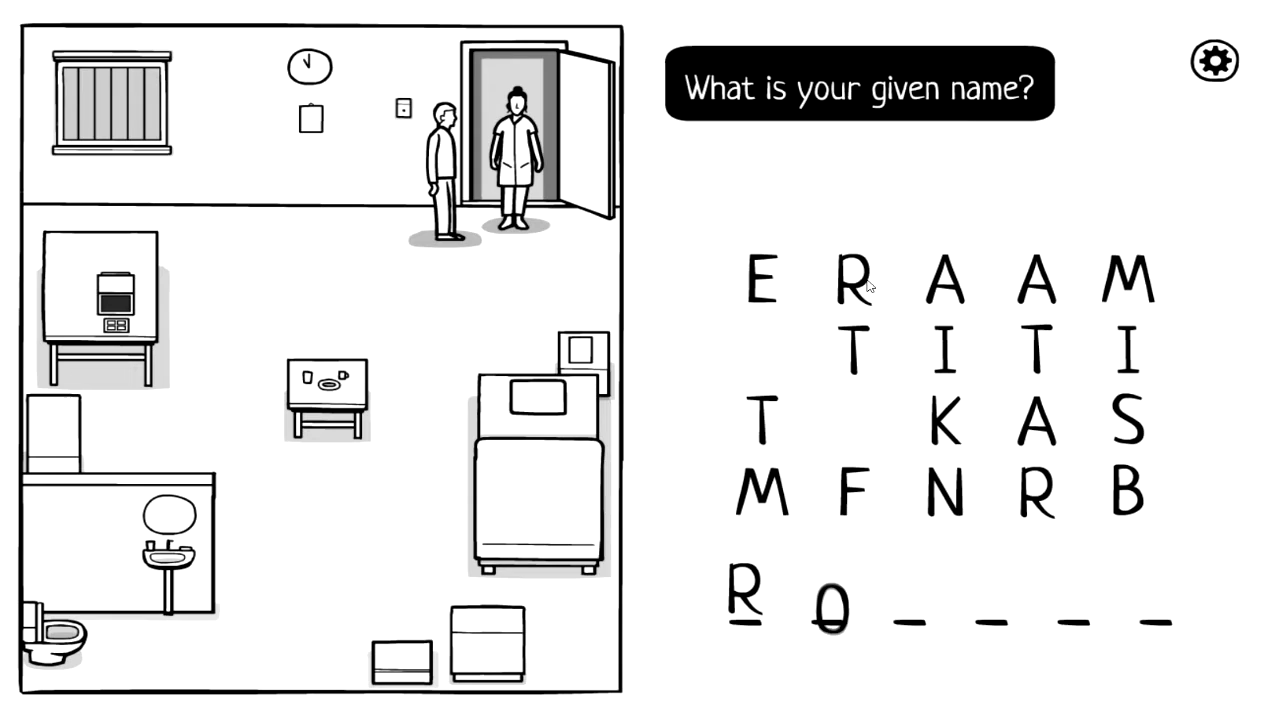 What is your given name?
E R A A M
T I T I
T K A S
M F N R B
R O _ _ _ _